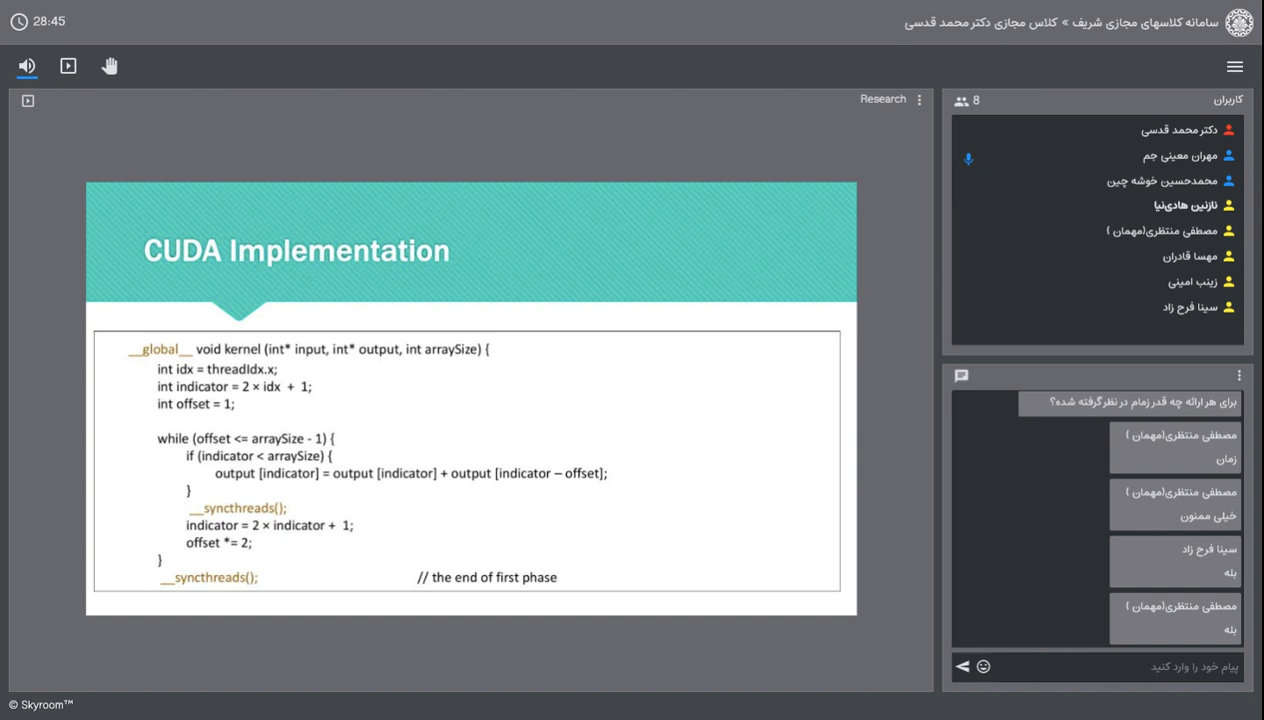 28:45
سامانه کلاسهای مجازی شریف » کلاس مجازی دکتر محمد قدسی
Research
CUDA Implementation
__global__ void kernel (int* input, int* output, int arraySize) {
int idx = threadIdx.x;
int indicator = 2 × idx + 1;
int offset = 1;
while (offset <= arraySize - 1) {
if (indicator < arraySize) {
output [indicator] = output [indicator] + output [indicator – offset];
}
__syncthreads();
indicator = 2 × indicator + 1;
offset *= 2;
}
__syncthreads(); // the end of first phase
کاربران
8
دکتر محمد قدسی
مهران معینی جم
محمدحسین خوشه چین
نازنین هادی‌نیا
مصطفی منتظری(مهمان )
مهسا قادران
زینب امینی
سینا فرح زاد
برای هر ارائه چه قدر زمام در نظر گرفته شده؟
مصطفی منتظری(مهمان )
زمان
مصطفی منتظری(مهمان )
خیلی ممنون
سینا فرح زاد
بله
مصطفی منتظری(مهمان )
بله
پیام خود را وارد کنید
© Skyroom™